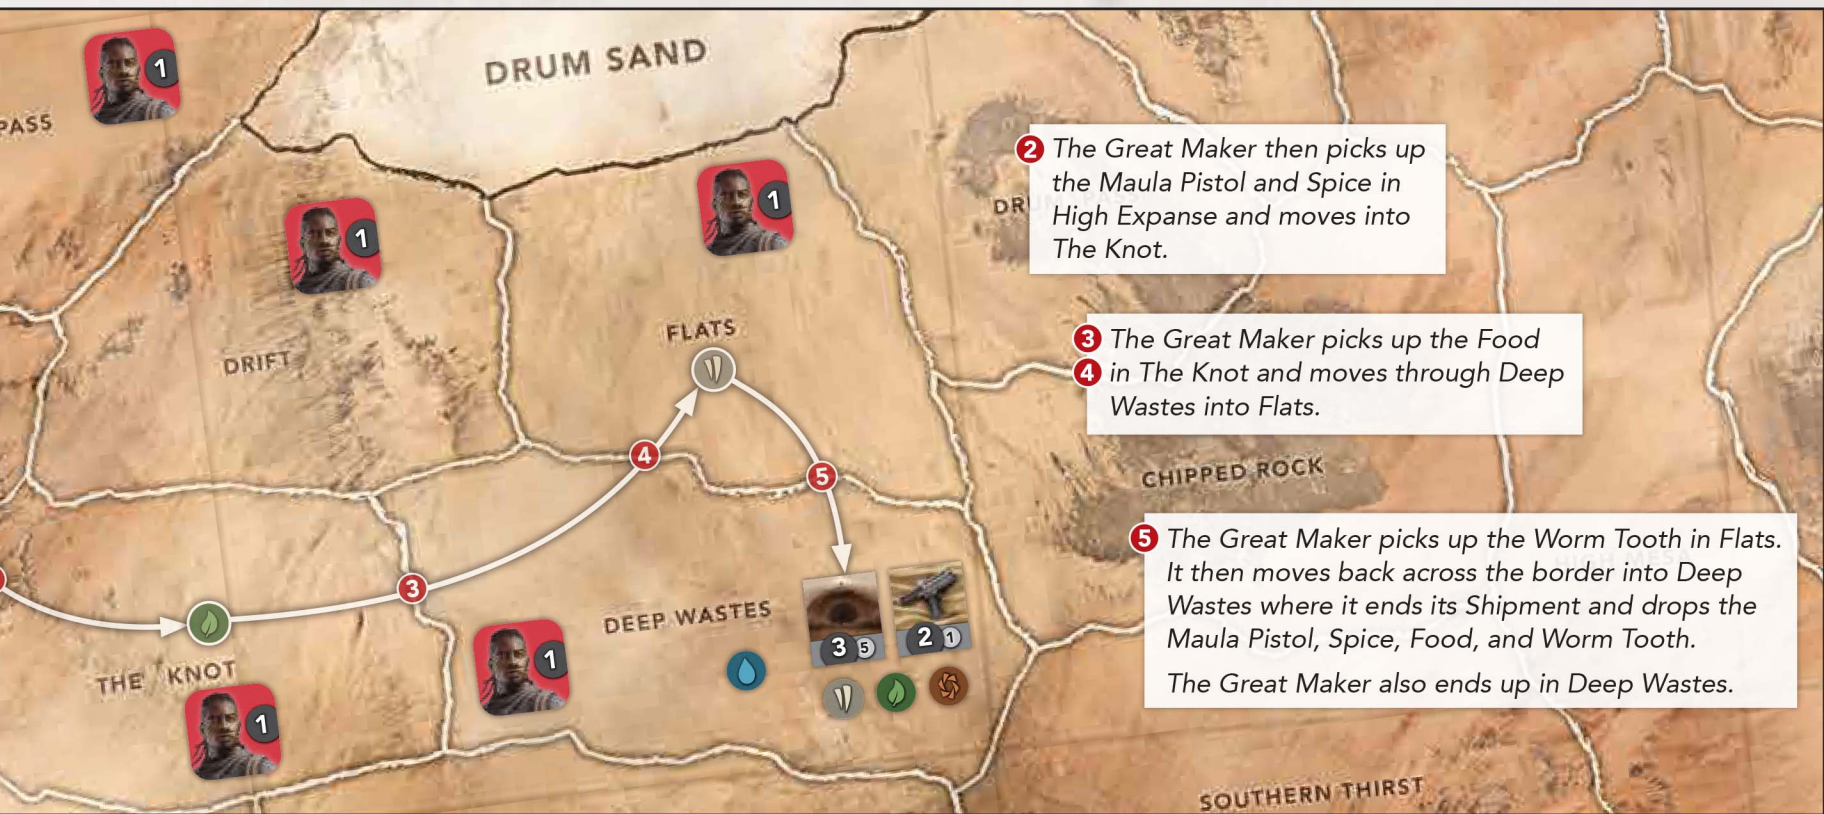 DRUM SAND
1
PASS
1
1
2 The Great Maker then picks up
the Maula Pistol and Spice in
High Expanse and moves into
The Knot.
FLATS
DRIFT
3 The Great Maker picks up the Food
4 in The Knot and moves through Deep
Wastes into Flats.
4
5
CHIPPED ROCK
3
5 The Great Maker picks up the Worm Tooth in Flats.
It then moves back across the border into Deep
Wastes where it ends its Shipment and drops the
Maula Pistol, Spice, Food, and Worm Tooth.
The Great Maker also ends up in Deep Wastes.
DEEP WASTES
3 5
2 1
1
THE KNOT
1
SOUTHERN THIRST